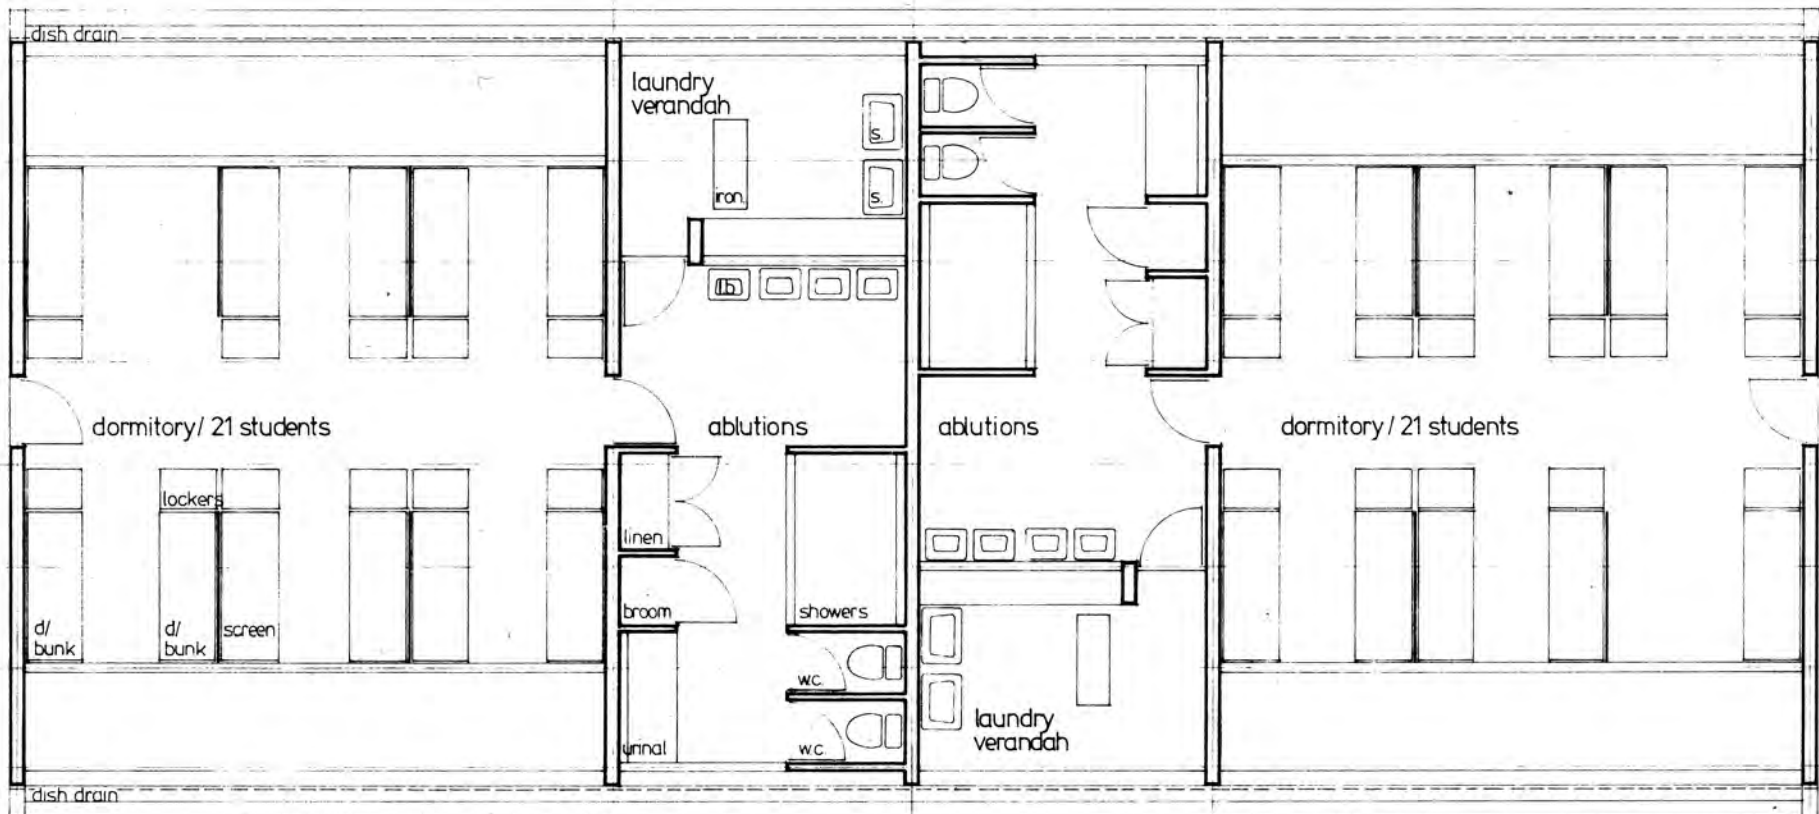 dish drain
laundry
verandah
s.
s.
iron.
l.b.
dormitory / 21 students
ablutions
ablutions
dormitory / 21 students
lockers
linen
d/
bunk
d/
bunk
screen
broom
showers
w.c.
urinal
w.c.
laundry
verandah
dish drain